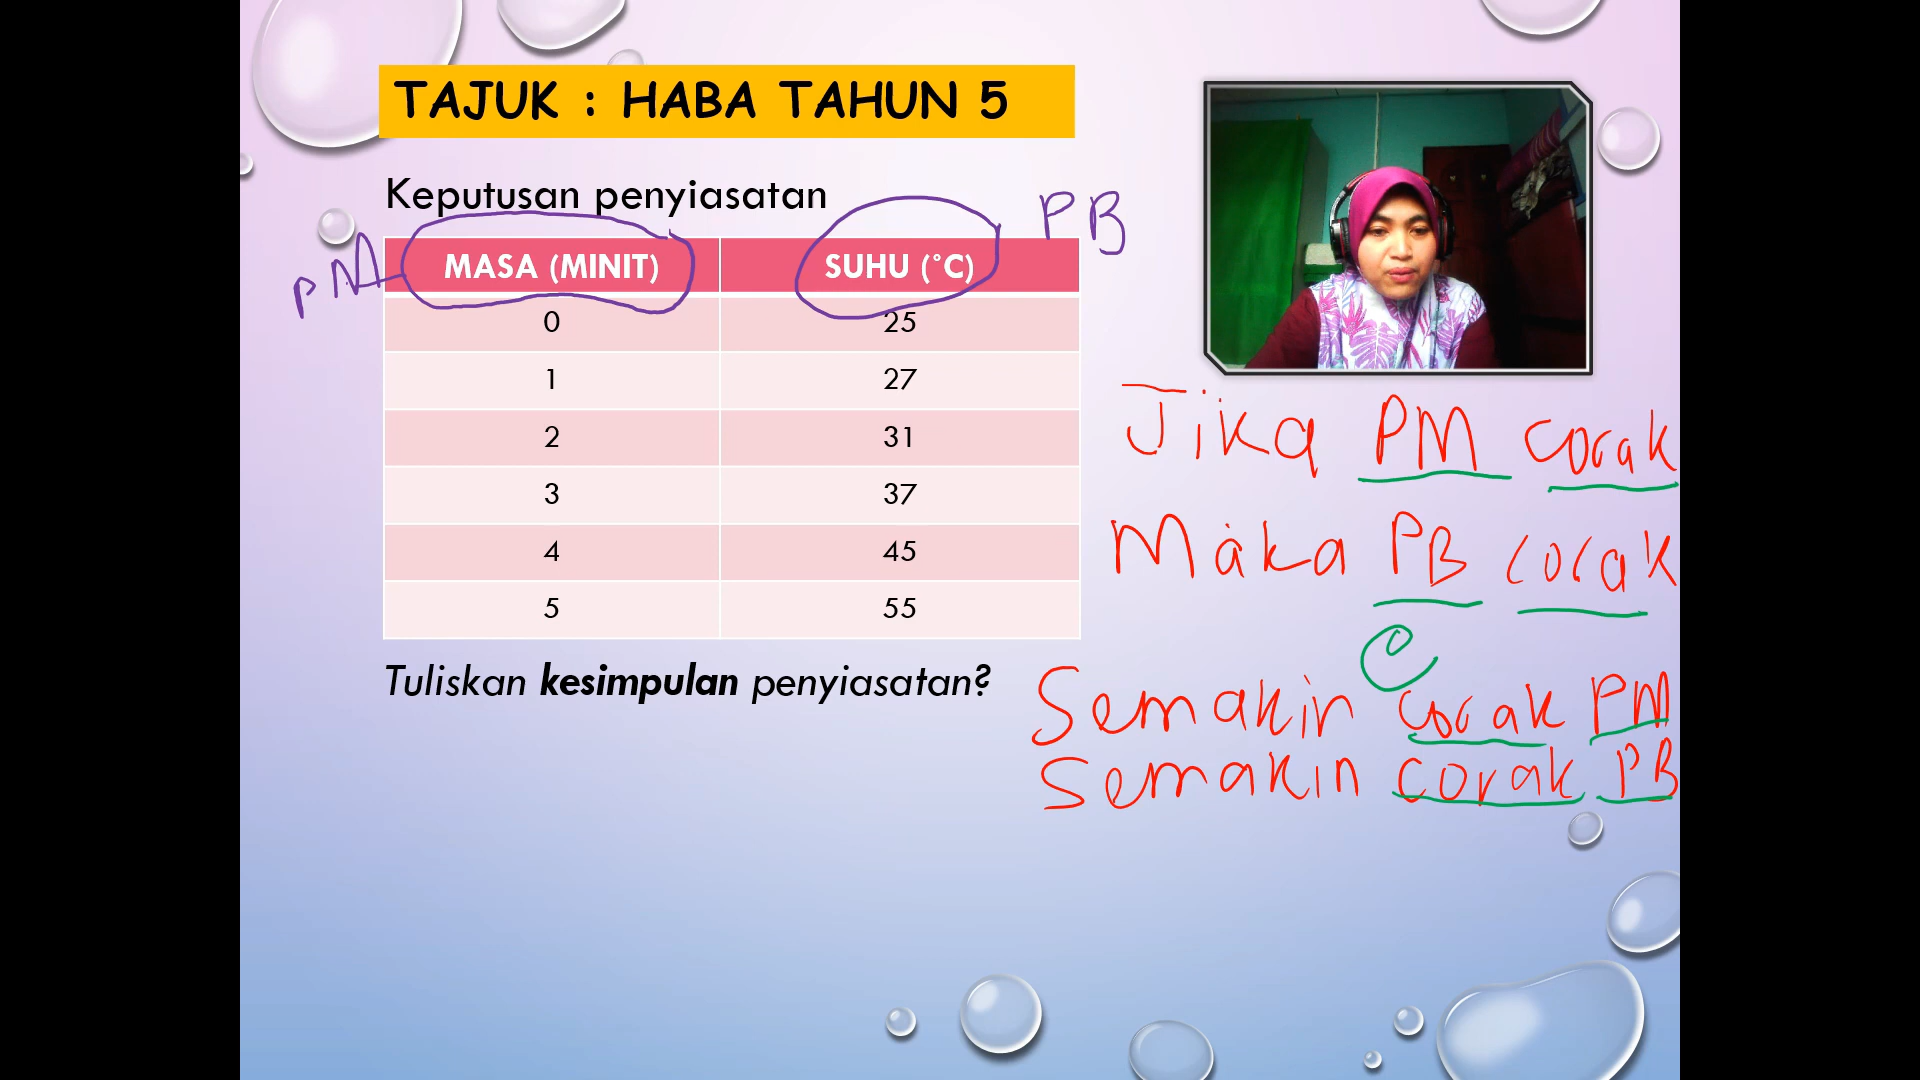 TAJUK : HABA TAHUN 5
Keputusan penyiasatan
PM
PB
MASA (MINIT) SUHU (°C)
0 25
1 27
2 31
3 37
4 45
5 55
Tuliskan kesimpulan penyiasatan?
Jika PM corak
Maka PB corak
Semakin corak PM
Semakin corak PB